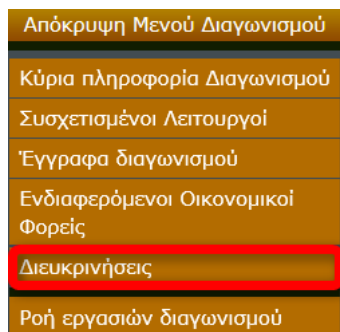 Απόκρυψη Μενού Διαγωνισμού
Κύρια πληροφορία Διαγωνισμού
Συσχετισμένοι Λειτουργοί
Έγγραφα διαγωνισμού
Ενδιαφερόμενοι Οικονομικοί
Φορείς
Διευκρινήσεις
Ροή εργασιών διαγωνισμού